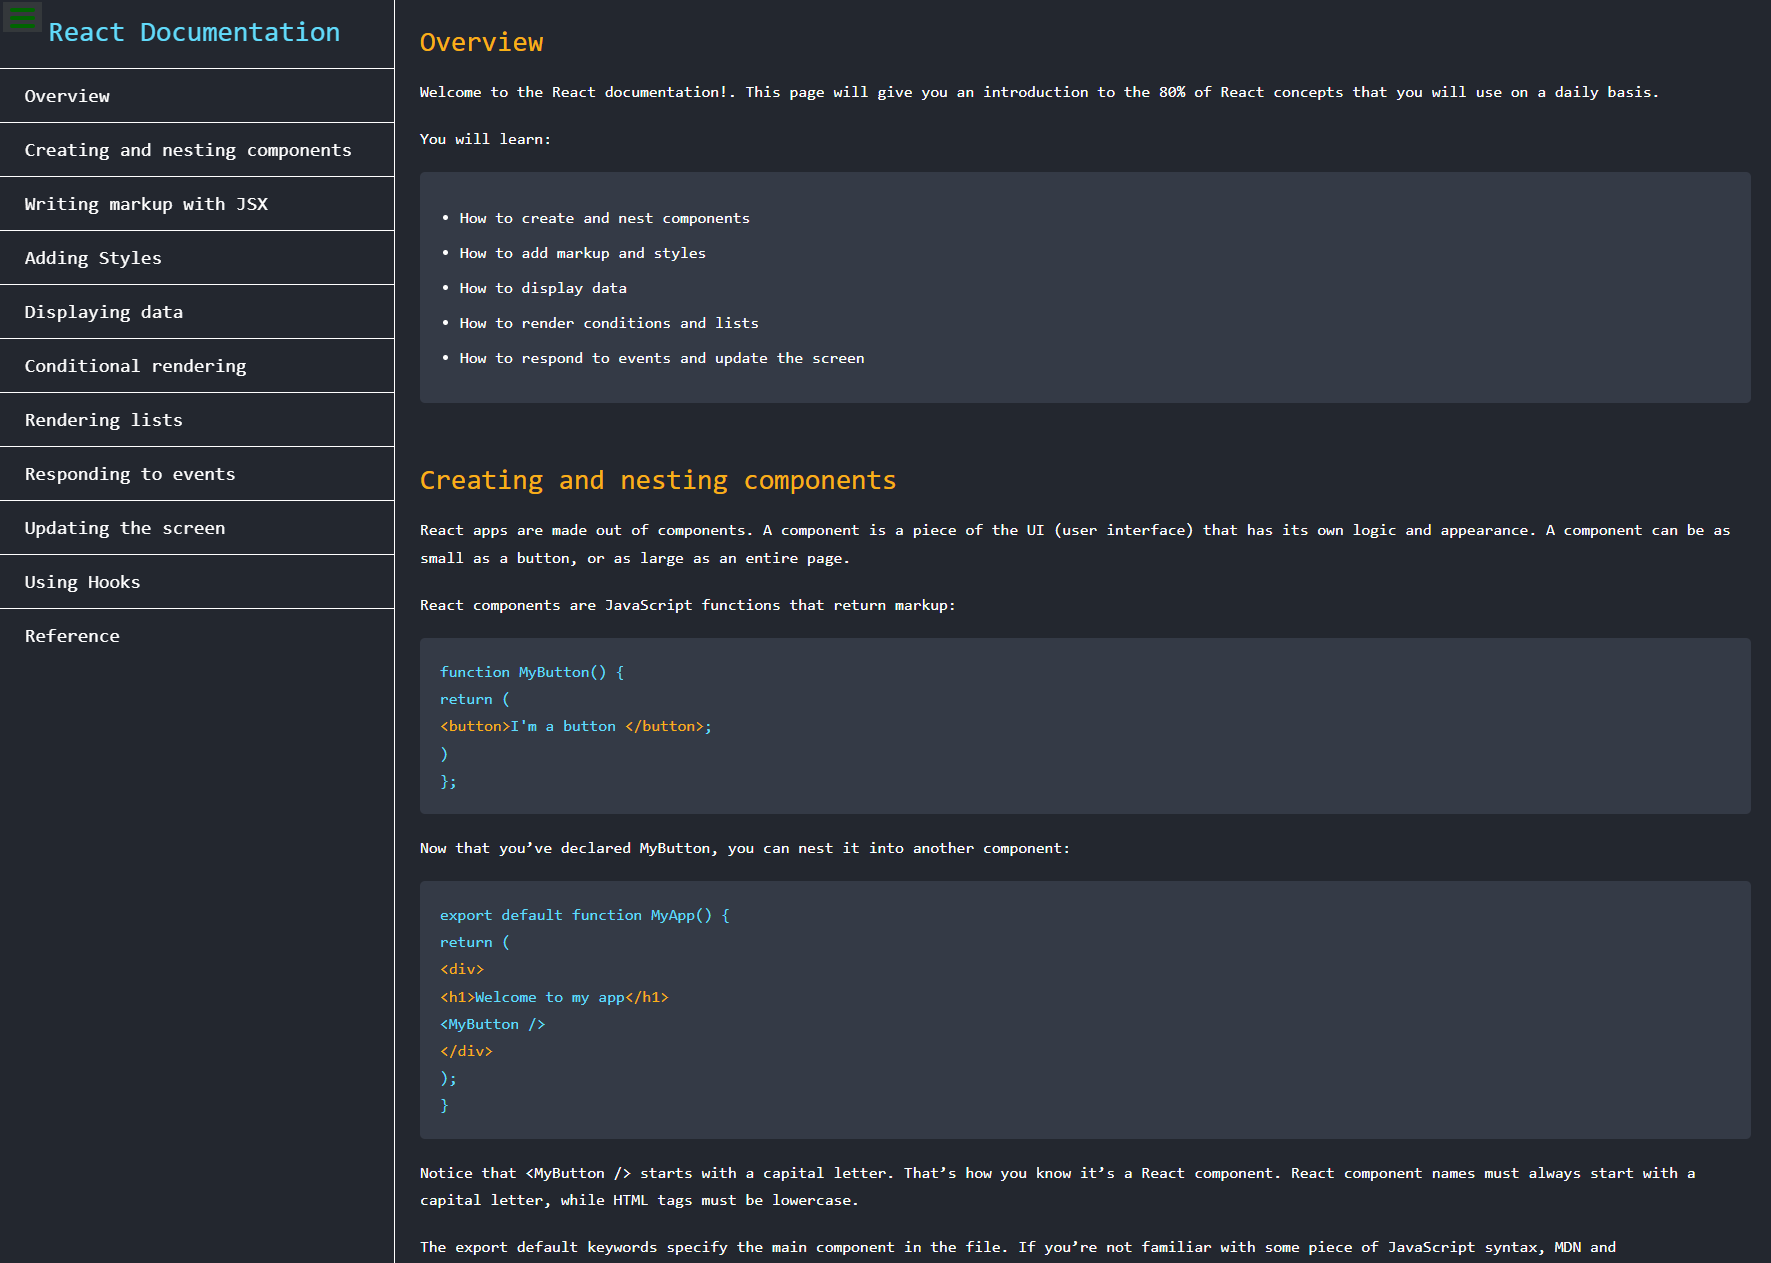 React Documentation
Overview
Creating and nesting components
Writing markup with JSX
Adding Styles
Displaying data
Conditional rendering
Rendering lists
Responding to events
Updating the screen
Using Hooks
Reference
Overview
Welcome to the React documentation!. This page will give you an introduction to the 80% of React concepts that you will use on a daily basis.
You will learn:
• How to create and nest components
• How to add markup and styles
• How to display data
• How to render conditions and lists
• How to respond to events and update the screen
Creating and nesting components
React apps are made out of components. A component is a piece of the UI (user interface) that has its own logic and appearance. A component can be as
small as a button, or as large as an entire page.
React components are JavaScript functions that return markup:
function MyButton() {
return (
<button>I'm a button </button>;
)
};
Now that you’ve declared MyButton, you can nest it into another component:
export default function MyApp() {
return (
<div>
<h1>Welcome to my app</h1>
<MyButton />
</div>
);
}
Notice that <MyButton /> starts with a capital letter. That’s how you know it’s a React component. React component names must always start with a
capital letter, while HTML tags must be lowercase.
The export default keywords specify the main component in the file. If you’re not familiar with some piece of JavaScript syntax, MDN and